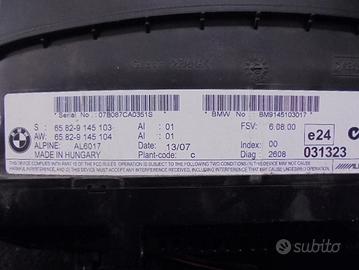 * Serial No : 07B087CA0351S *
* BMW No : BM9145103017 *
S : 65.82-9 145 103 AI : 01 FSV : 6.08.00
AW: 65.82-9 145 104 AI : 01 e24
ALPINE: AL6017 Date : 13/07 Index: 00
MADE IN HUNGARY Plant-code: c Diag : 2608 031323
subito